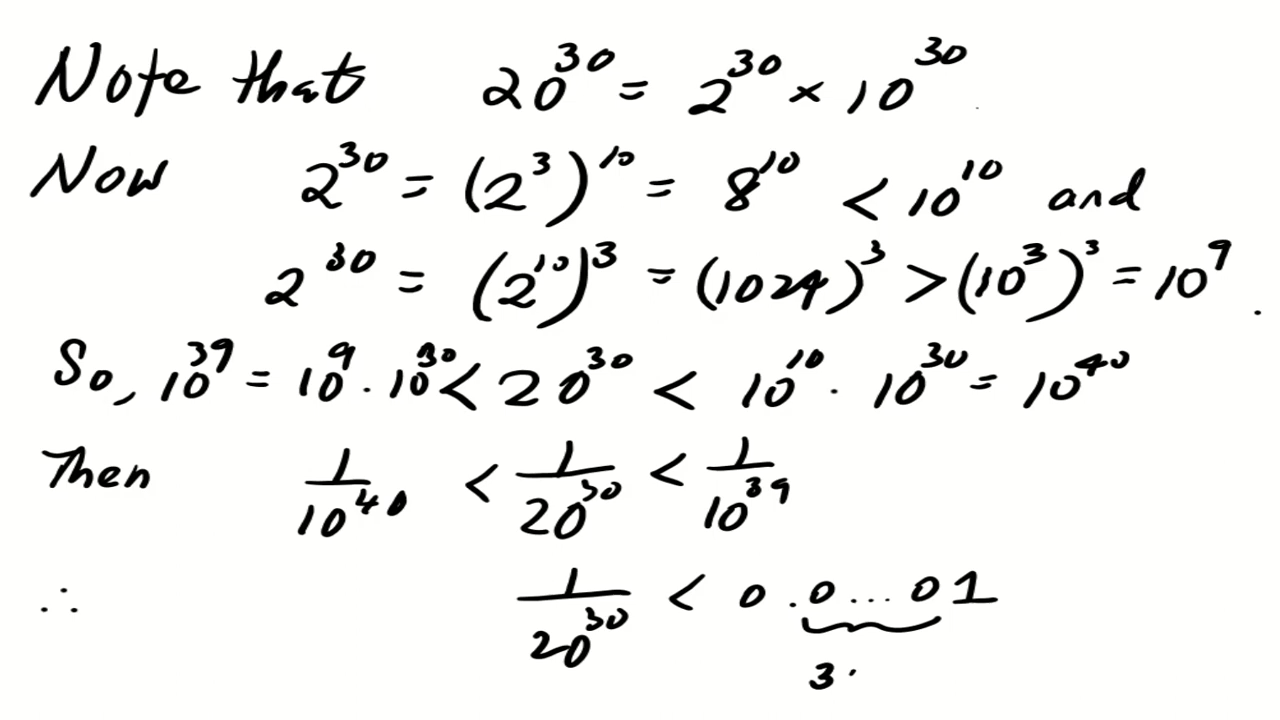 Note that 20^30 = 2^30 × 10^30
Now 2^30 = (2^3)^10 = 8^10 < 10^10 and
2^30 = (2^10)^3 = (1024)^3 > (10^3)^3 = 10^9.
So, 10^39 = 10^9 · 10^30 < 20^30 < 10^10 · 10^30 = 10^40
Then 1/10^40 < 1/20^30 < 1/10^39
∴ 1/20^30 < 0.0...01
3